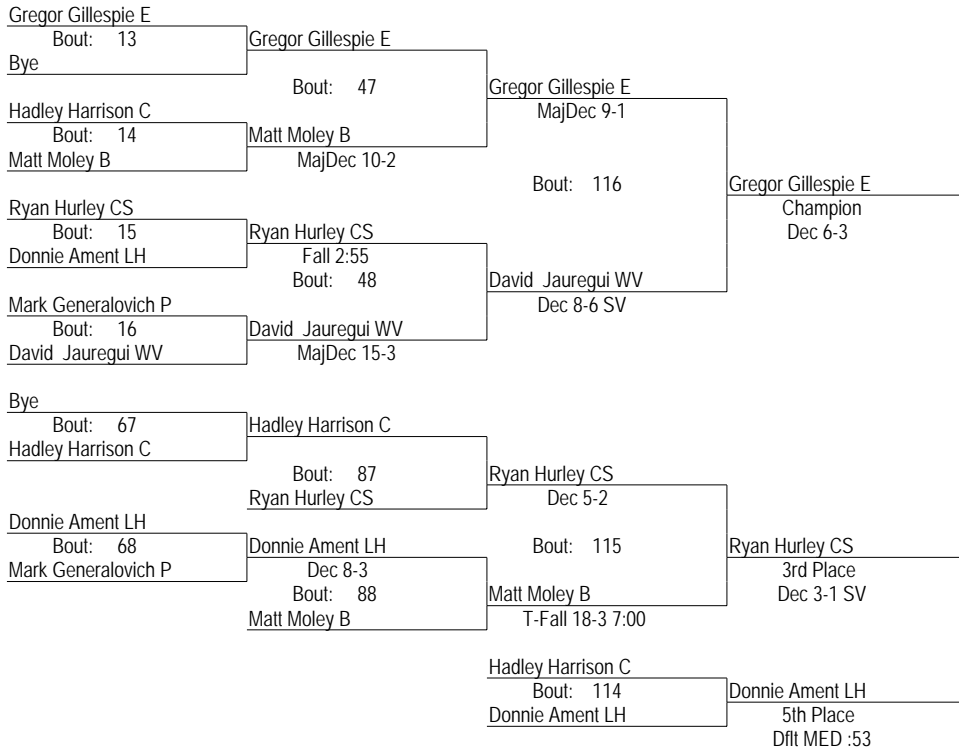 Gregor Gillespie E
Bout: 13
Bye
Gregor Gillespie E
Bout: 47
Hadley Harrison C
Bout: 14
Matt Moley B
Matt Moley B
MajDec 10-2
Gregor Gillespie E
MajDec 9-1
Bout: 116
Ryan Hurley CS
Bout: 15
Donnie Ament LH
Ryan Hurley CS
Fall 2:55
Bout: 48
Mark Generalovich P
Bout: 16
David Jauregui WV
David Jauregui WV
MajDec 15-3
David Jauregui WV
Dec 8-6 SV
Gregor Gillespie E
Champion
Dec 6-3
Bye
Bout: 67
Hadley Harrison C
Hadley Harrison C
Bout: 87
Ryan Hurley CS
Ryan Hurley CS
Dec 5-2
Bout: 115
Donnie Ament LH
Bout: 68
Mark Generalovich P
Donnie Ament LH
Dec 8-3
Bout: 88
Matt Moley B
Matt Moley B
T-Fall 18-3 7:00
Ryan Hurley CS
3rd Place
Dec 3-1 SV
Hadley Harrison C
Bout: 114
Donnie Ament LH
Donnie Ament LH
5th Place
Dflt MED :53